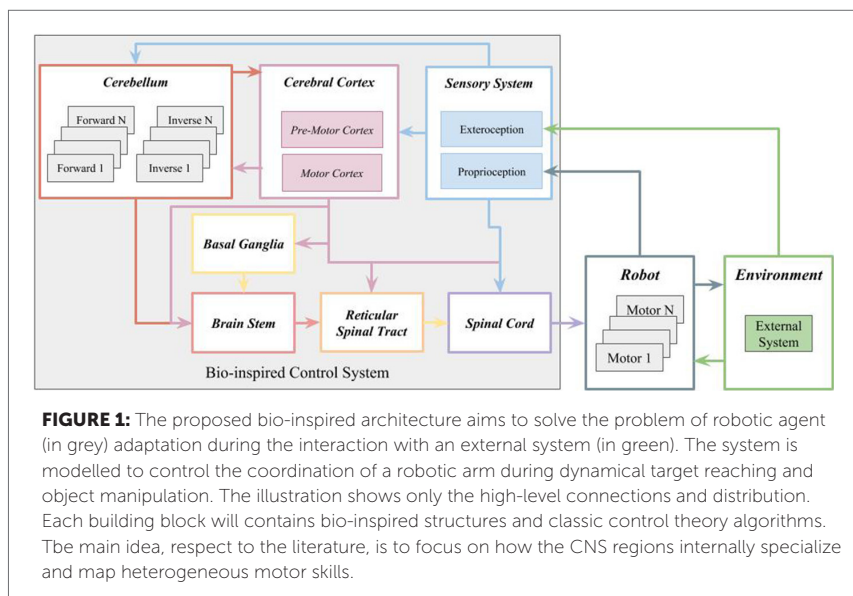 Cerebellum
Cerebral Cortex
Sensory System
Forward N
Inverse N
Forward 1
Inverse 1
Pre-Motor Cortex
Motor Cortex
Exteroception
Proprioception
Basal Ganglia
Brain Stem
Reticular
Spinal Tract
Spinal Cord
Robot
Motor N
Motor 1
Environment
External
System
Bio-inspired Control System
FIGURE 1: The proposed bio-inspired architecture aims to solve the problem of robotic agent
(in grey) adaptation during the interaction with an external system (in green). The system is
modelled to control the coordination of a robotic arm during dynamical target reaching and
object manipulation. The illustration shows only the high-level connections and distribution.
Each building block will contains bio-inspired structures and classic control theory algorithms.
Tbe main idea, respect to the literature, is to focus on how the CNS regions internally specialize
and map heterogeneous motor skills.